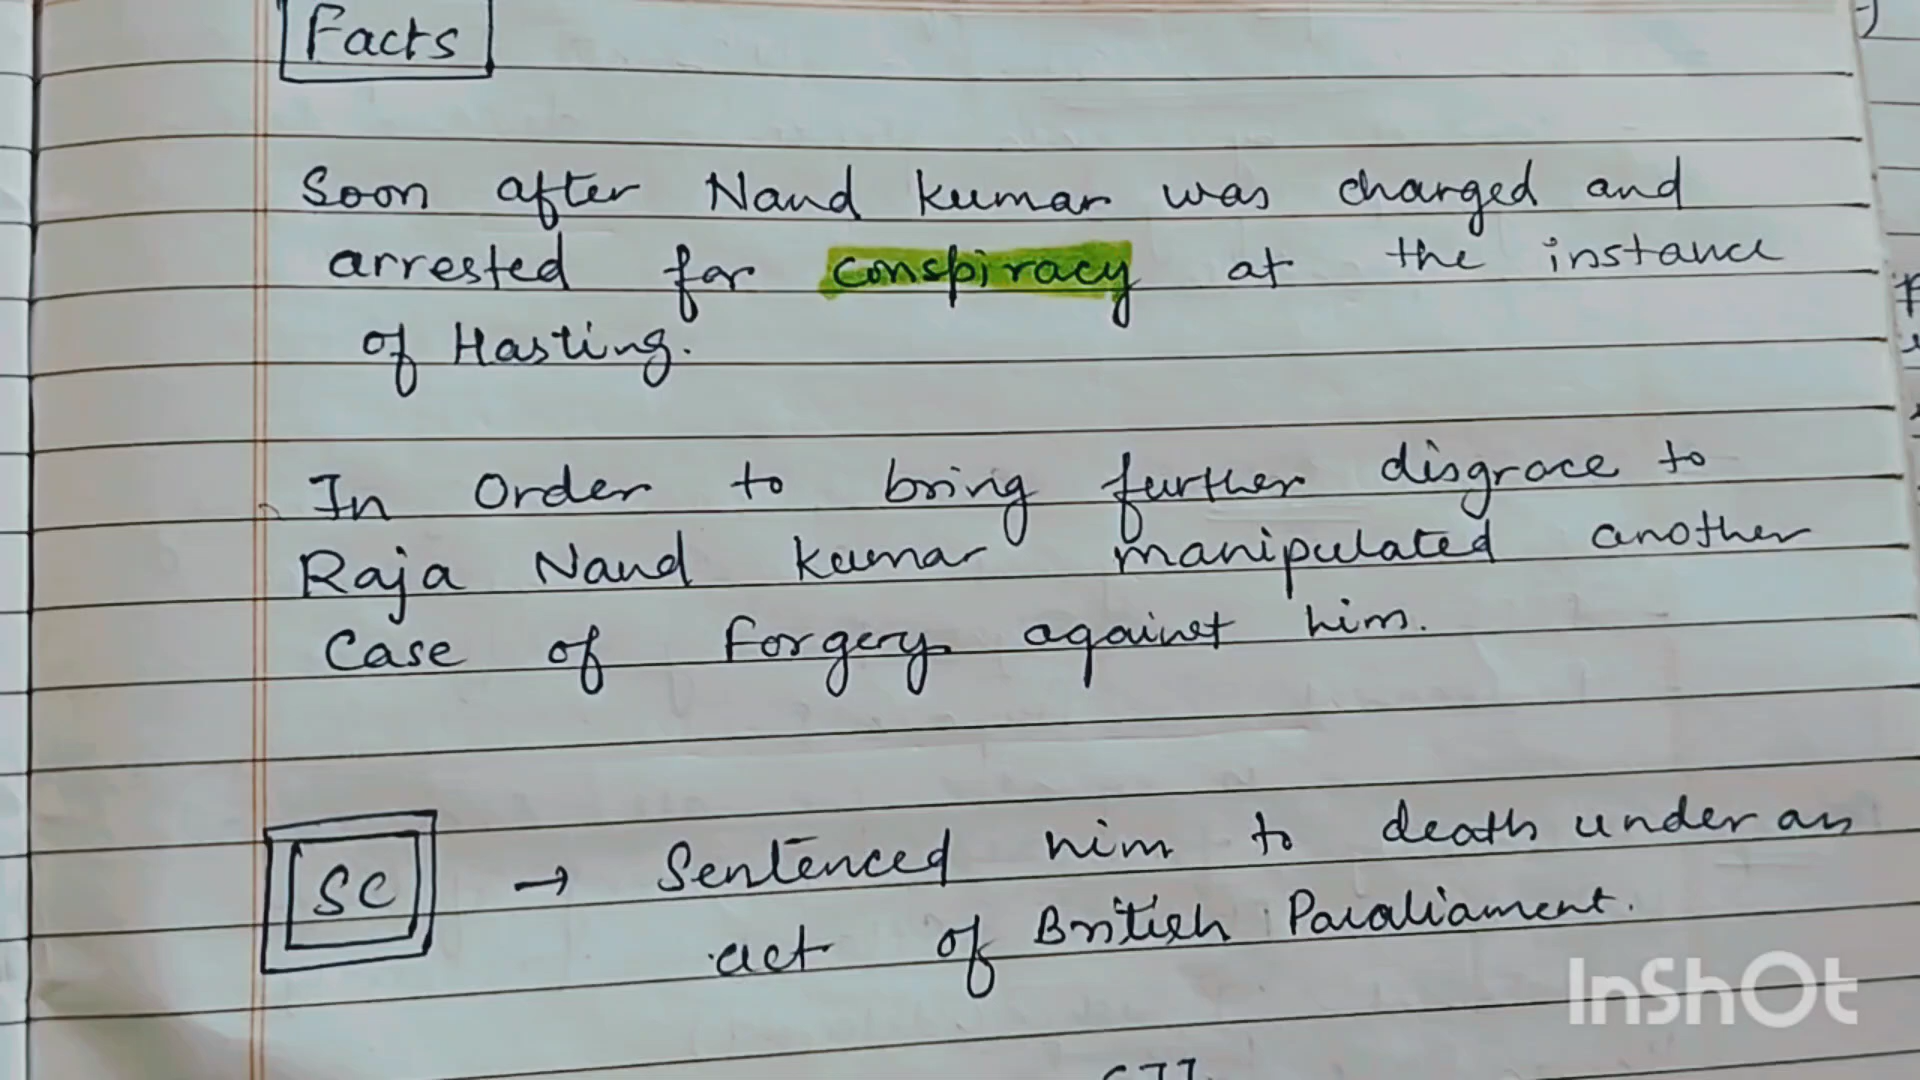 Facts
Soon after Nand Kumar was charged and
arrested for conspiracy at the instance
of Hasting.
In Order to bring further disgrace to
Raja Nand Kumar manipulated another
Case of Forgery against him.
SC → Sentenced him to death under an
act of British Paraliament.
InShOt